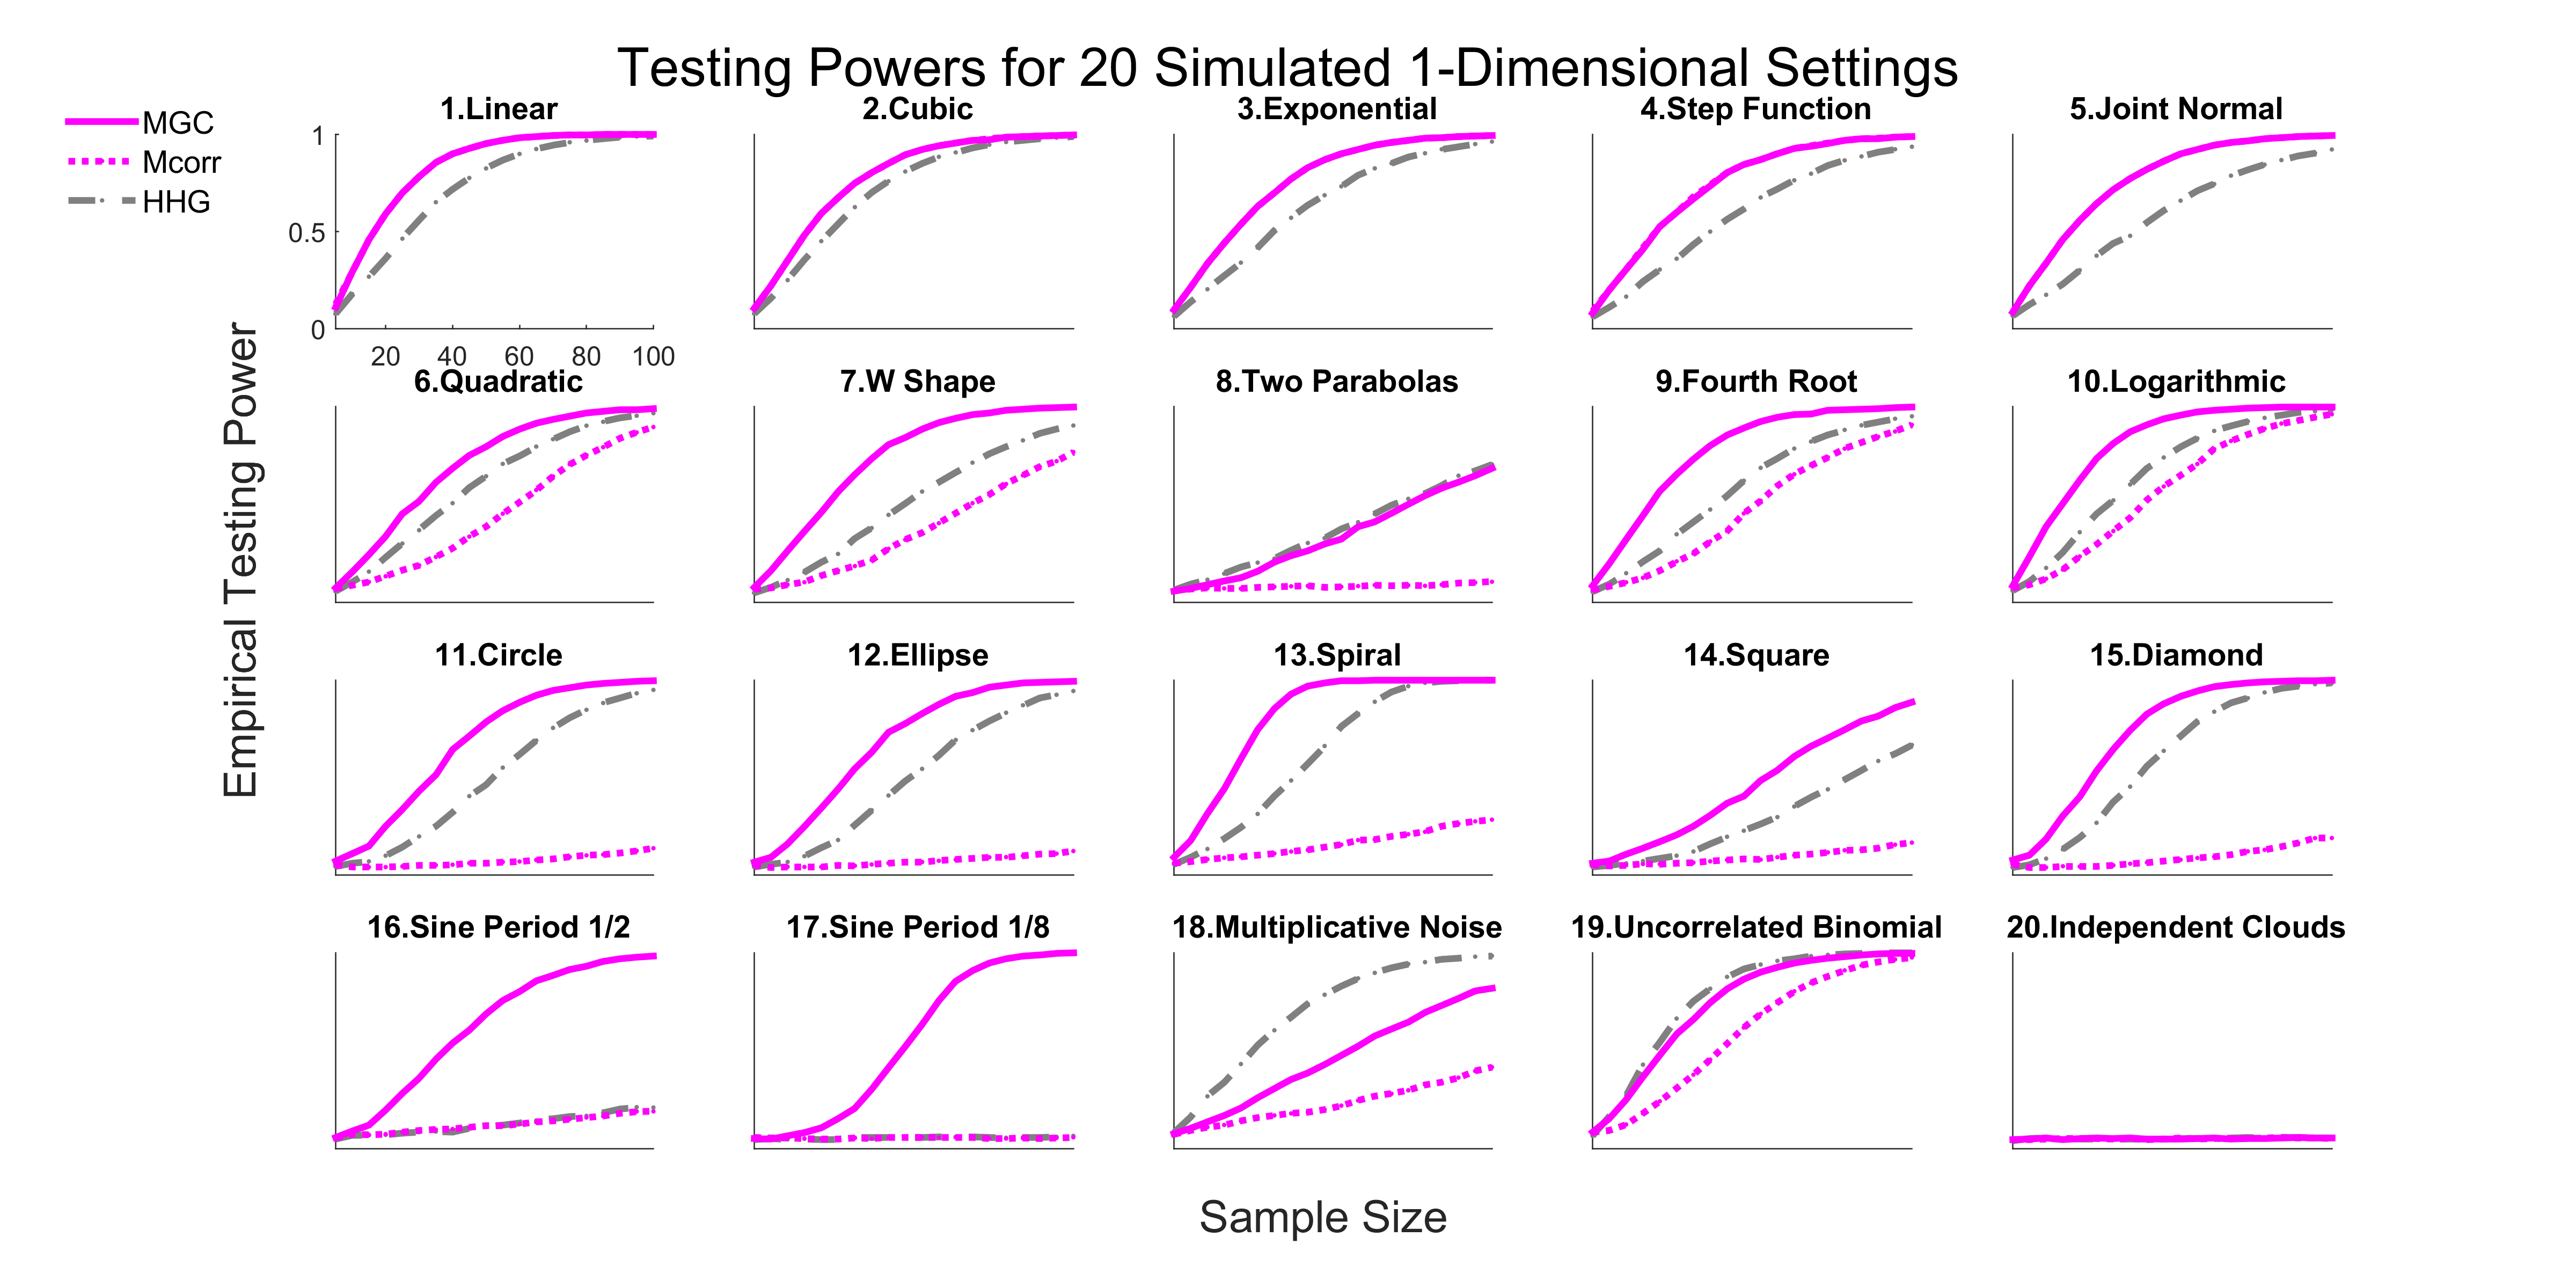 Testing Powers for 20 Simulated 1-Dimensional Settings
MGC
Mcorr
HHG
Empirical Testing Power
1.Linear
1
0.5
0
20 40 60 80 100
2.Cubic
3.Exponential
4.Step Function
5.Joint Normal
6.Quadratic
7.W Shape
8.Two Parabolas
9.Fourth Root
10.Logarithmic
11.Circle
12.Ellipse
13.Spiral
14.Square
15.Diamond
16.Sine Period 1/2
17.Sine Period 1/8
18.Multiplicative Noise
19.Uncorrelated Binomial
20.Independent Clouds
Sample Size